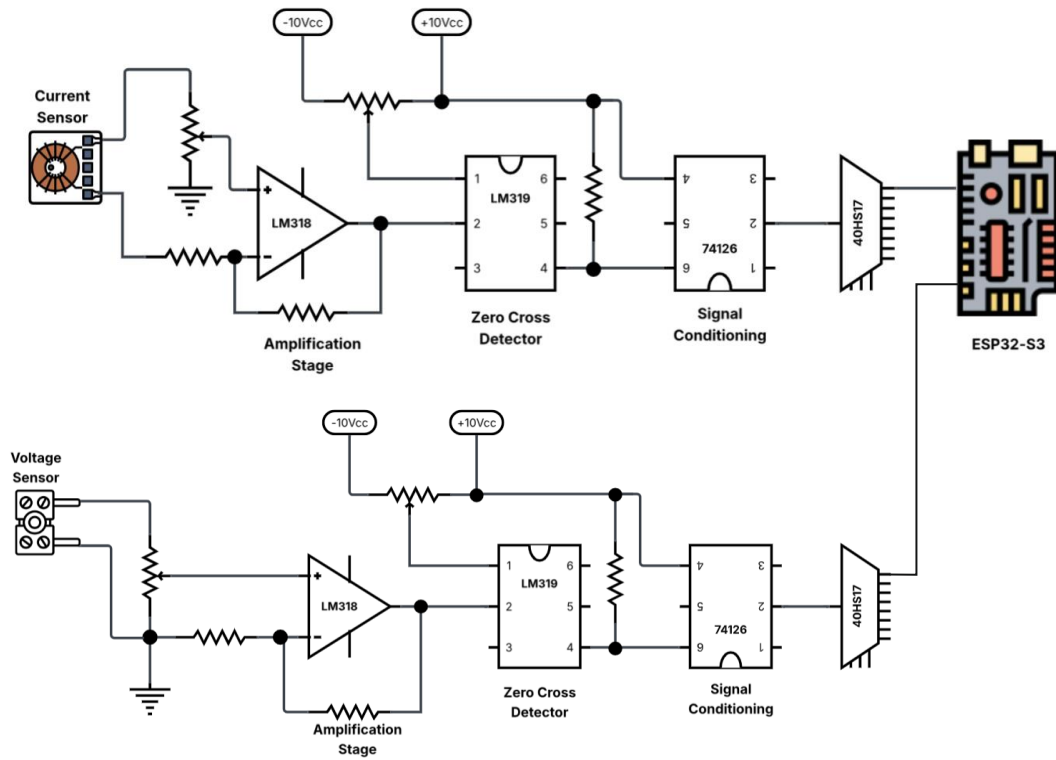 -10Vcc
+10Vcc
Current
Sensor
+
LM318
-
Amplification
Stage
1
2
3
LM319
6
5
4
Zero Cross
Detector
4
5
6
74126
3
2
1
Signal
Conditioning
40HS17
ESP32-S3
-10Vcc
+10Vcc
Voltage
Sensor
+
LM318
-
Amplification
Stage
1
2
3
LM319
6
5
4
Zero Cross
Detector
4
5
6
74126
3
2
1
Signal
Conditioning
40HS17